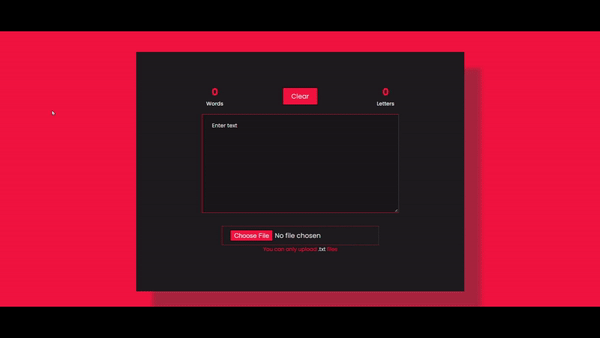 0 Clear 0
Words Letters
Enter text
Choose File No file chosen
You can only upload .txt files